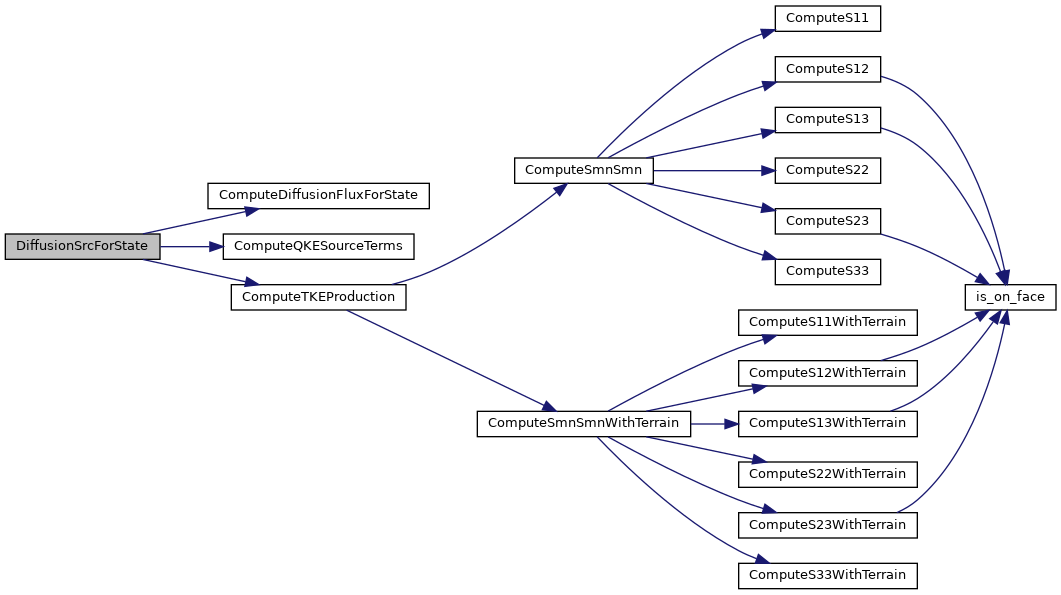 ComputeS11
ComputeS12
ComputeS13
ComputeSmnSmn
ComputeS22
ComputeDiffusionFluxForState
ComputeS23
DiffusionSrcForState
ComputeQKESourceTerms
ComputeS33
ComputeTKEProduction
is_on_face
ComputeS11WithTerrain
ComputeS12WithTerrain
ComputeSmnSmnWithTerrain
ComputeS13WithTerrain
ComputeS22WithTerrain
ComputeS23WithTerrain
ComputeS33WithTerrain